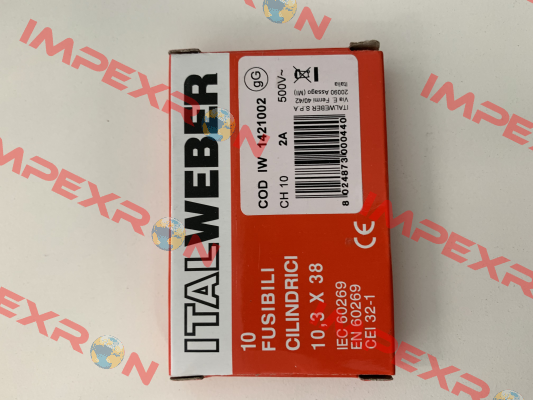 ITALWEBER
gG
COD IW 1421002
500V~
CH 10 2A
ITALWEBER S.P.A
Via E. Fermi 40/42
20090 Assago (MI)
Italia
8 024873 000440
10
FUSIBILI
CILINDRICI
10,3 X 38
IEC 60269
EN 60269
CEI 32-1
CE
IMPEXRON
IMPEXRON
IMPEXRON
IMPEXRON
IMPEXRON